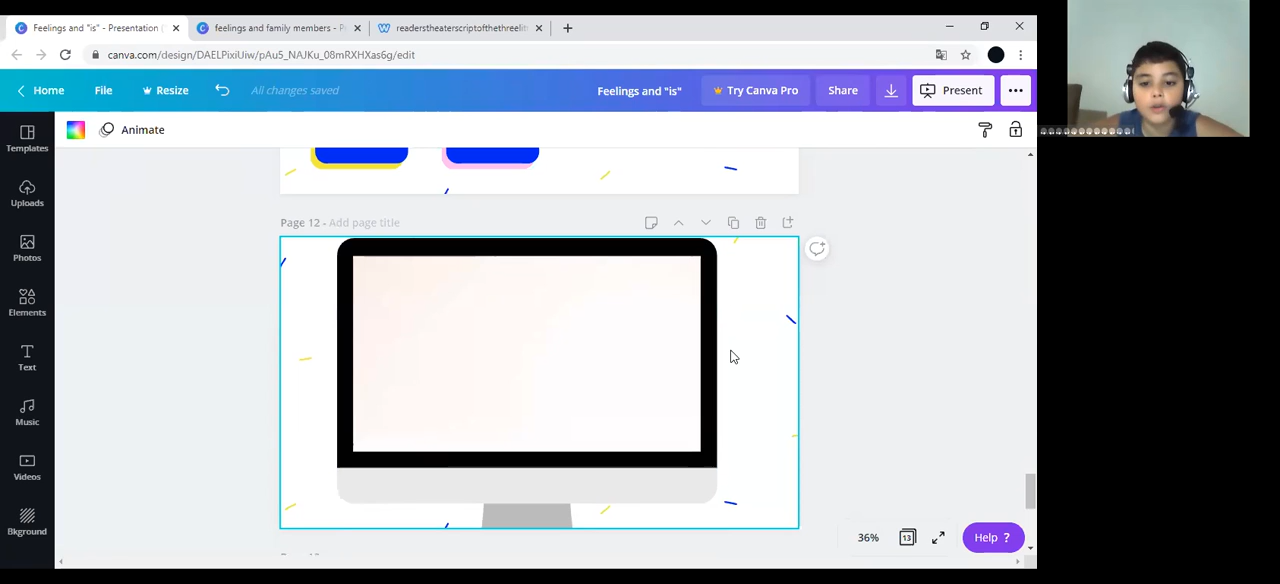 Feelings and "is" - Presentation (
feelings and family members - P
readerstheaterscriptofthethreelit
canva.com/design/DAELPixiUiw/pAu5_NAJKu_08mRXHXas6g/edit
Home
File
Resize
All changes saved
Feelings and "is"
Try Canva Pro
Share
Present
Templates
Animate
Uploads
Photos
Elements
Text
Music
Videos
Bkground
Page 12 - Add page title
36%
13
Help ?